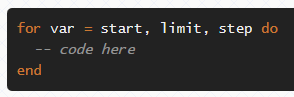 for var = start, limit, step do
  -- code here
end